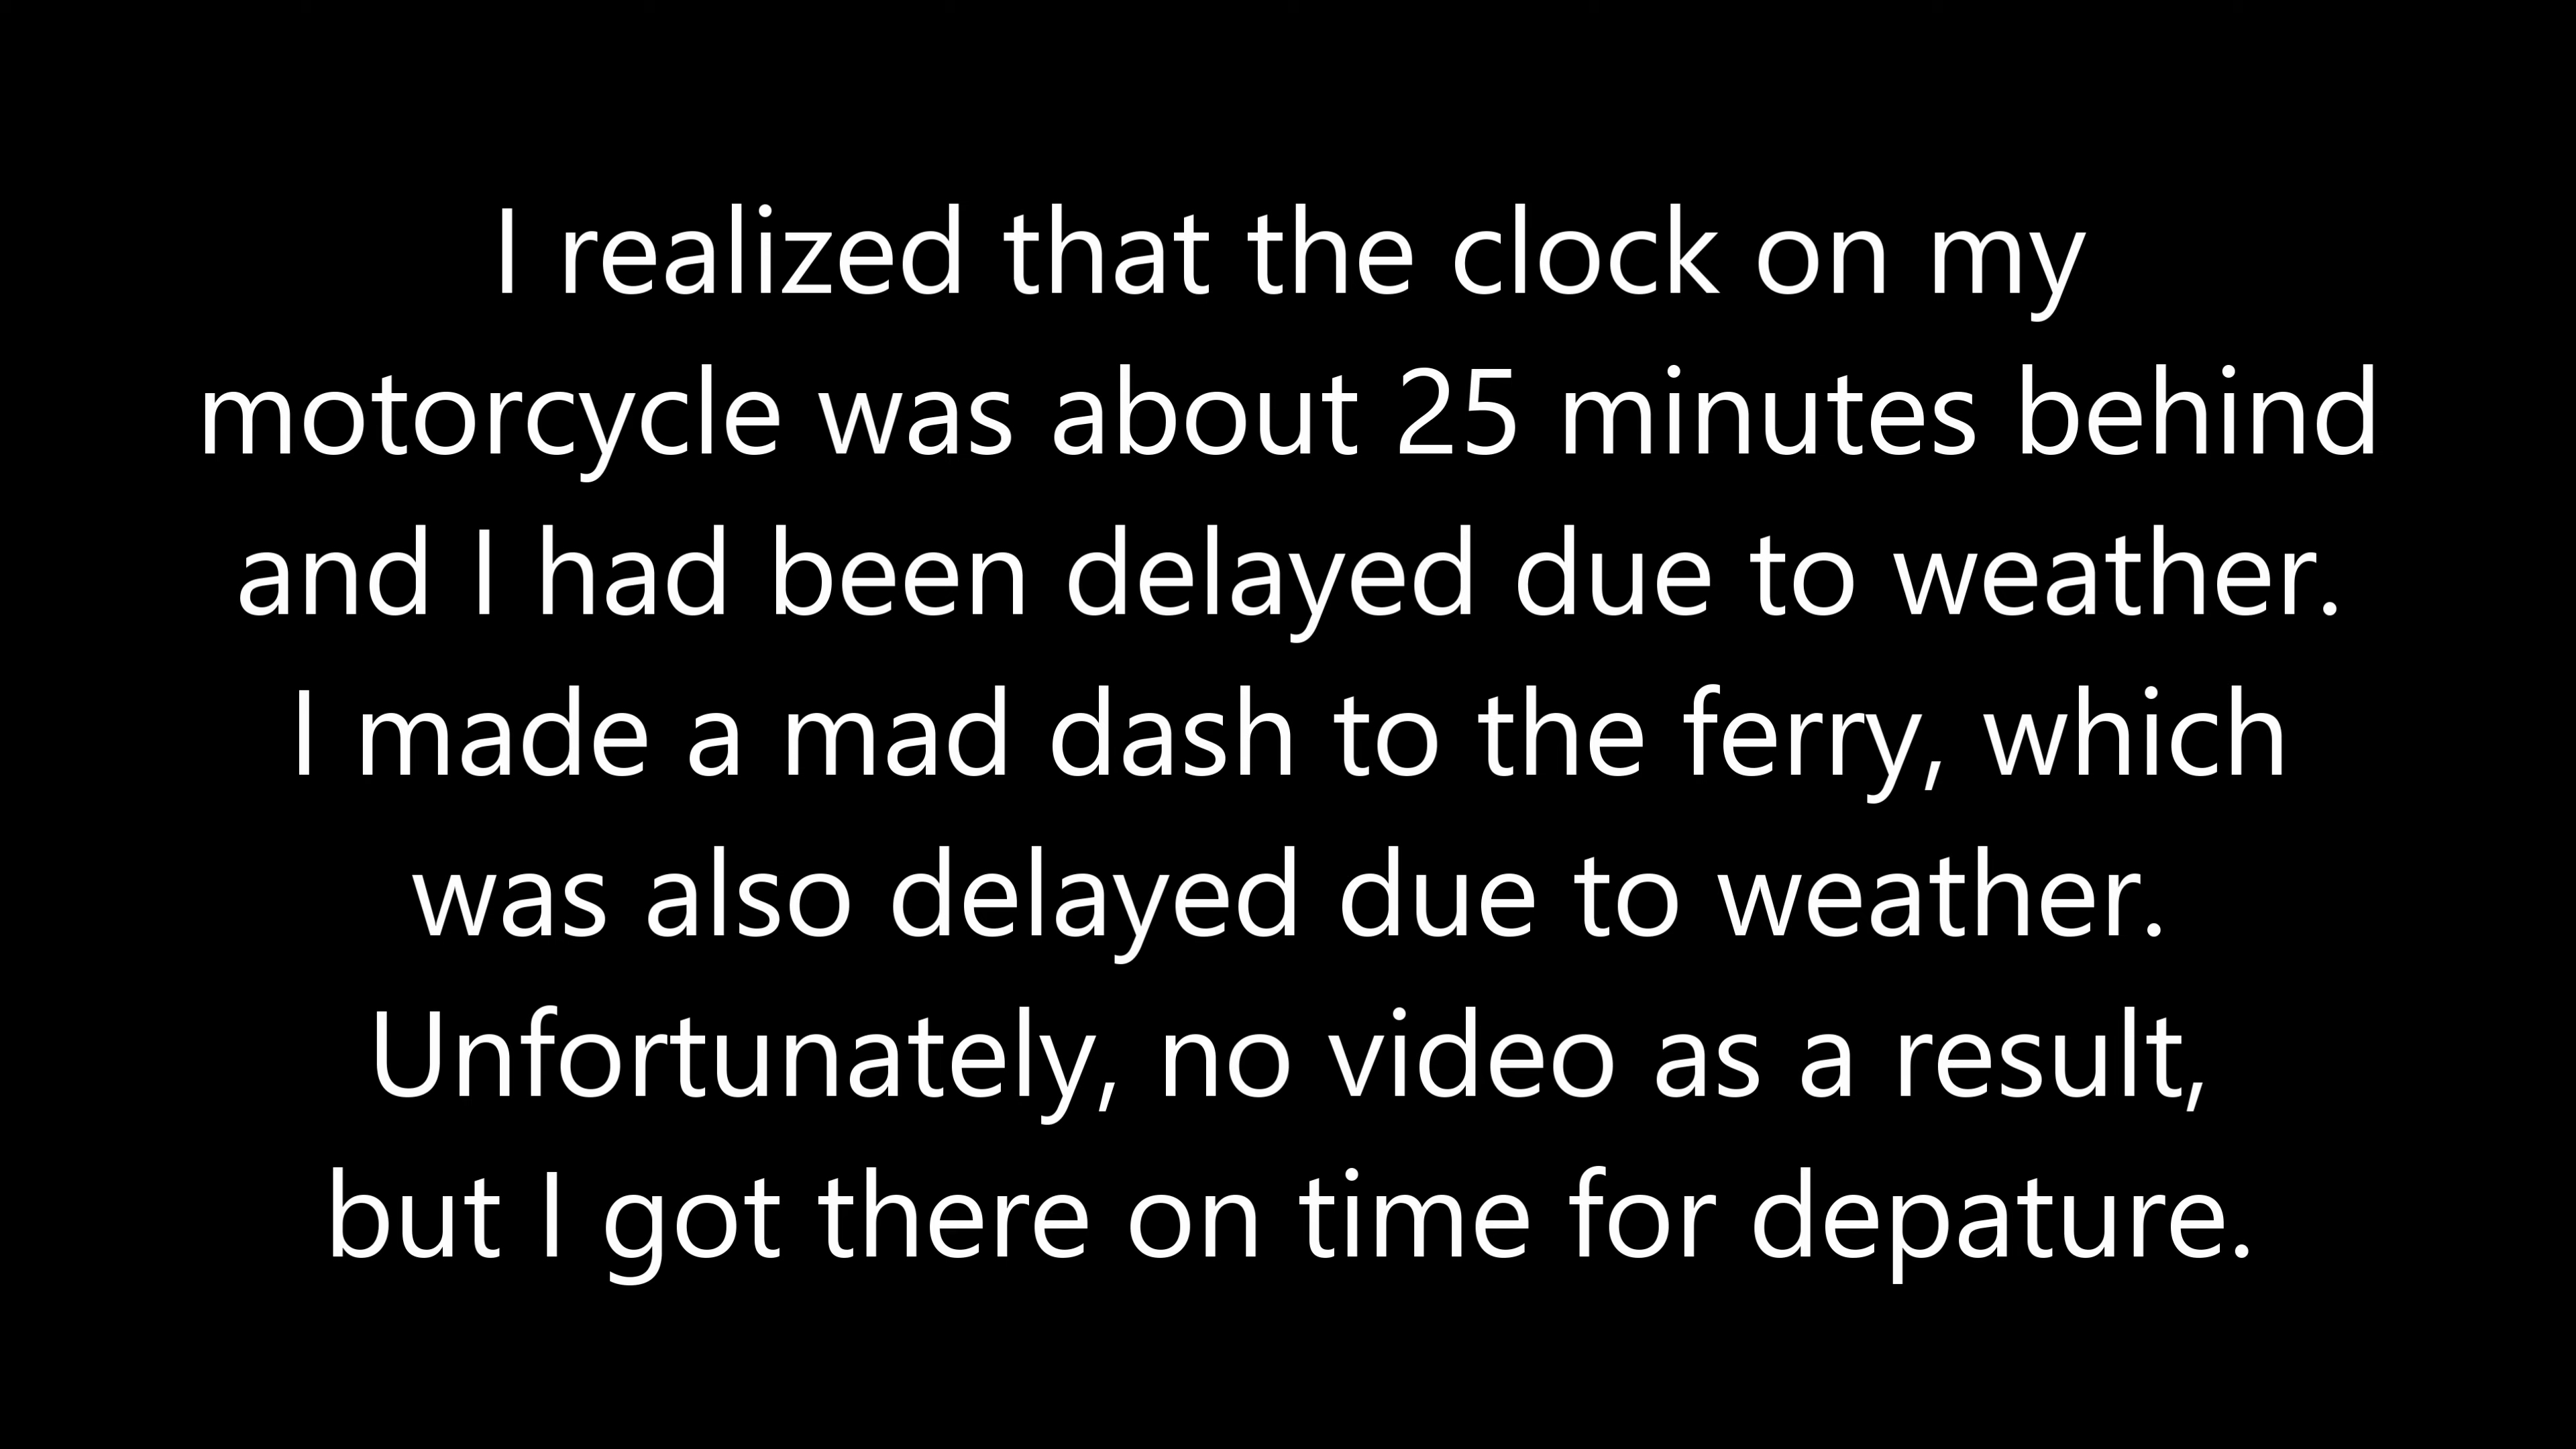 I realized that the clock on my
motorcycle was about 25 minutes behind
and I had been delayed due to weather.
I made a mad dash to the ferry, which
was also delayed due to weather.
Unfortunately, no video as a result,
but I got there on time for depature.